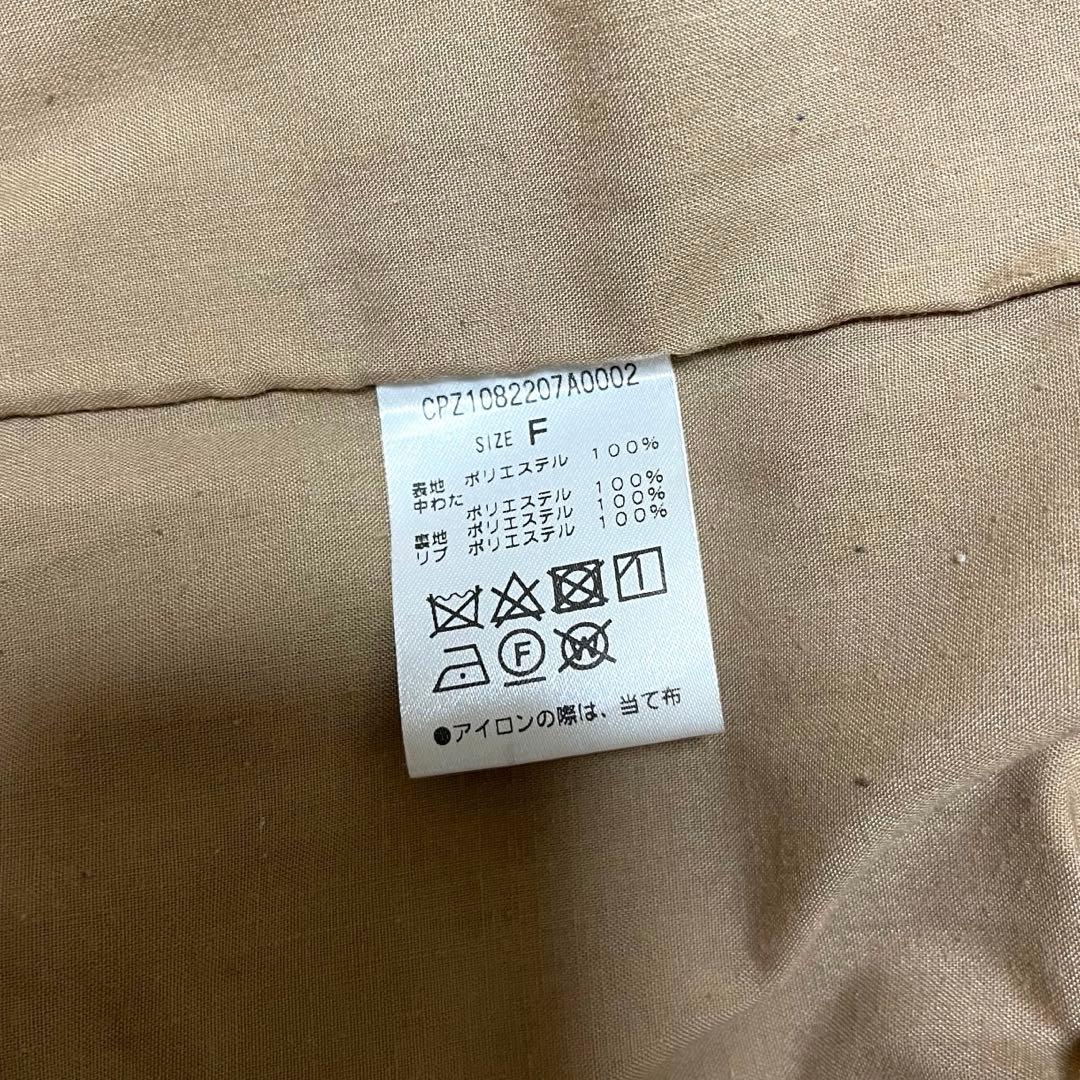 CPZ1082207A0002
SIZE F
表地 ポリエステル 100%
中わた ポリエステル 100%
裏地 ポリエステル 100%
リブ ポリエステル 100%
F
W
●アイロンの際は、当て布